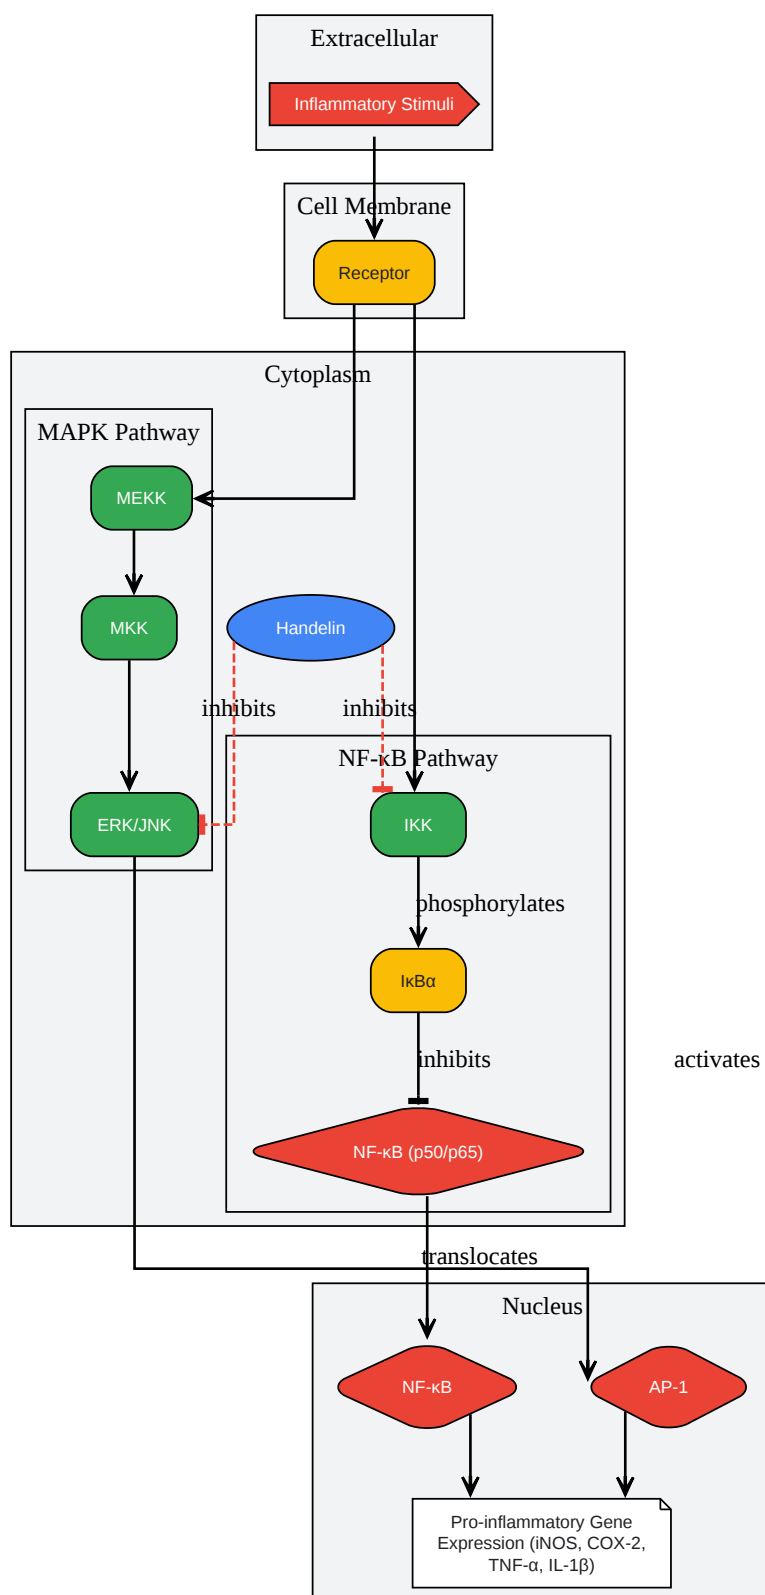 Extracellular
Inflammatory Stimuli
Cell Membrane
Receptor
Cytoplasm
MAPK Pathway
MEKK
MKK
Handelin
inhibits
inhibits
NF-κB Pathway
ERK/JNK
IKK
phosphorylates
IκBα
inhibits
activates
NF-κB (p50/p65)
translocates
Nucleus
NF-κB
AP-1
Pro-inflammatory Gene
Expression (iNOS, COX-2,
TNF-α, IL-1β)